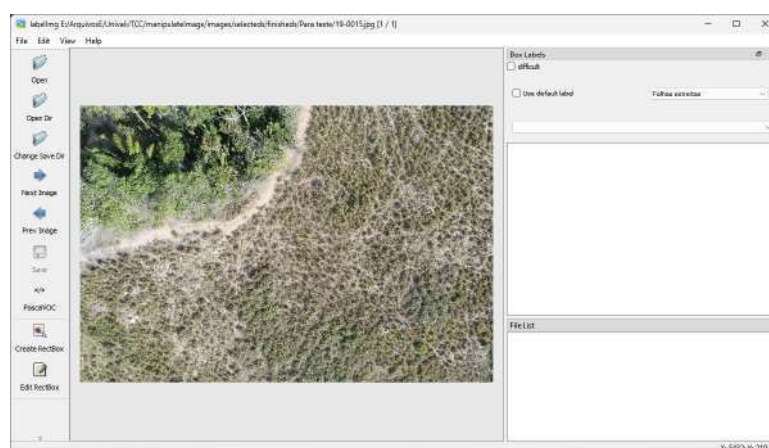 labelImg E:/ArquivosE/Univali/TCC/manipulateImage/images/selecteds/finisheds/Para teste/19-0015.jpg [1 / 1]
File Edit View Help
Open
Open Dir
Change Save Dir
Next Image
Prev Image
Save
</>
PascalVOC
Create RectBox
Edit RectBox
Box Labels
difficult
Use default label
Folhas estreitas
File List